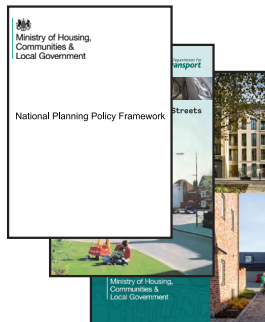 Ministry of Housing,
Communities &
Local Government
National Planning Policy Framework
Department for
ansport
Streets
Ministry of Housing,
Communities &
Local Government